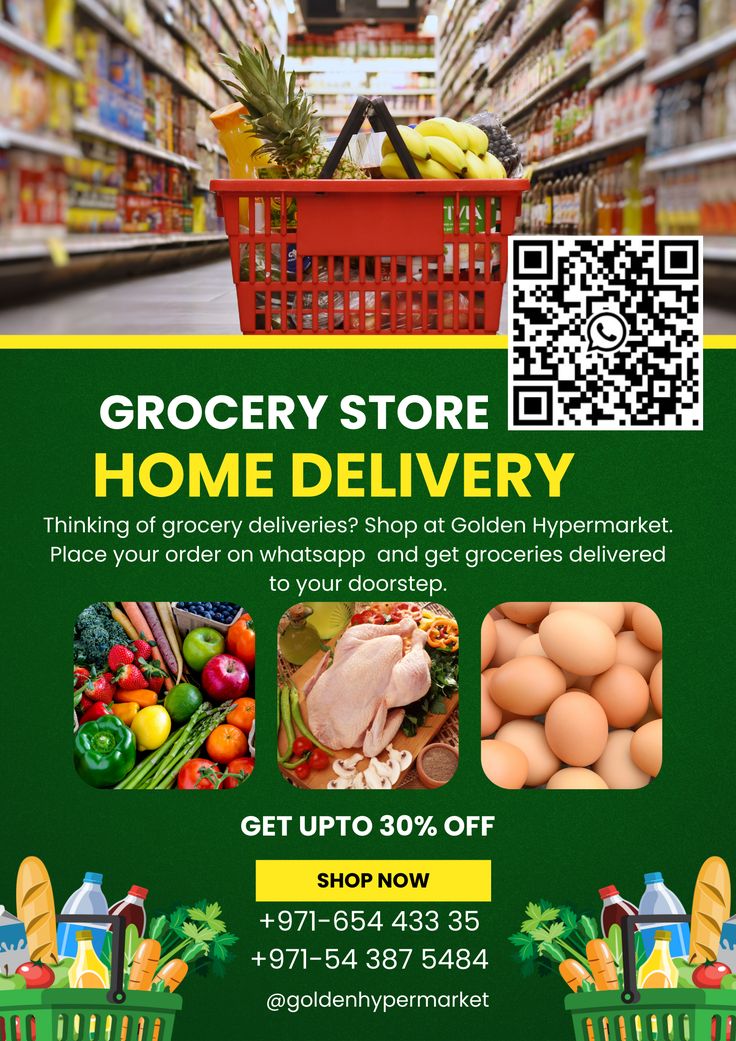 GROCERY STORE
HOME DELIVERY
Thinking of grocery deliveries? Shop at Golden Hypermarket.
Place your order on whatsapp and get groceries delivered
to your doorstep.
GET UPTO 30% OFF
SHOP NOW
+971-654 433 35
+971-54 387 5484
@goldenhypermarket